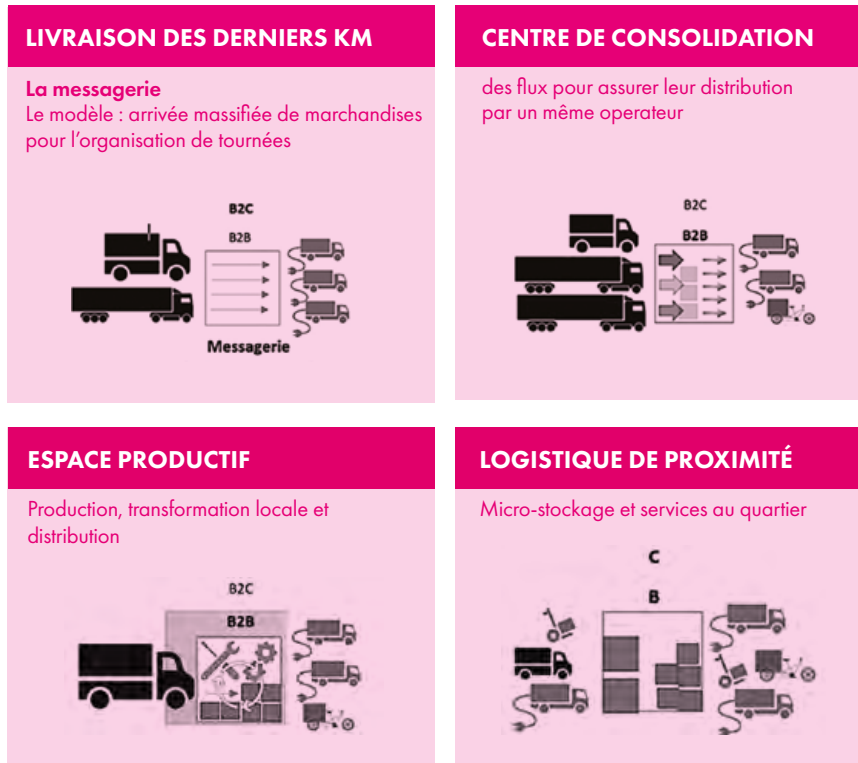 LIVRAISON DES DERNIERS KM
La messagerie
Le modèle : arrivée massifiée de marchandises
pour l'organisation de tournées
B2C
B2B
Messagerie
CENTRE DE CONSOLIDATION
des flux pour assurer leur distribution
par un même operateur
B2C
B2B
ESPACE PRODUCTIF
Production, transformation locale et
distribution
B2C
B2B
LOGISTIQUE DE PROXIMITÉ
Micro-stockage et services au quartier
C
B